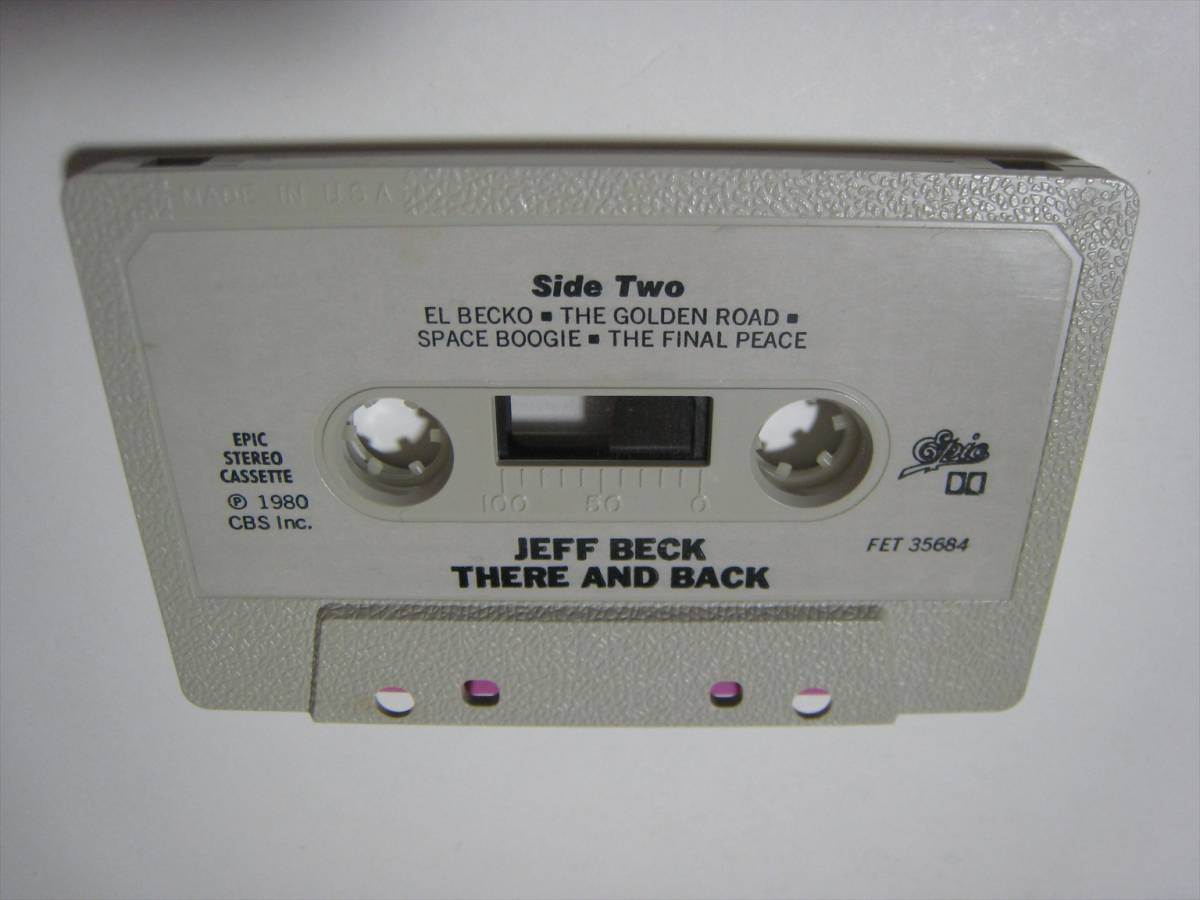 MADE IN U.S.A
Side Two
EL BECKO ▪ THE GOLDEN ROAD ▪
SPACE BOOGIE ▪ THE FINAL PEACE
EPIC
STEREO
CASSETTE
℗ 1980
CBS Inc.
100 50 0
Epic
JEFF BECK
THERE AND BACK
FET 35684